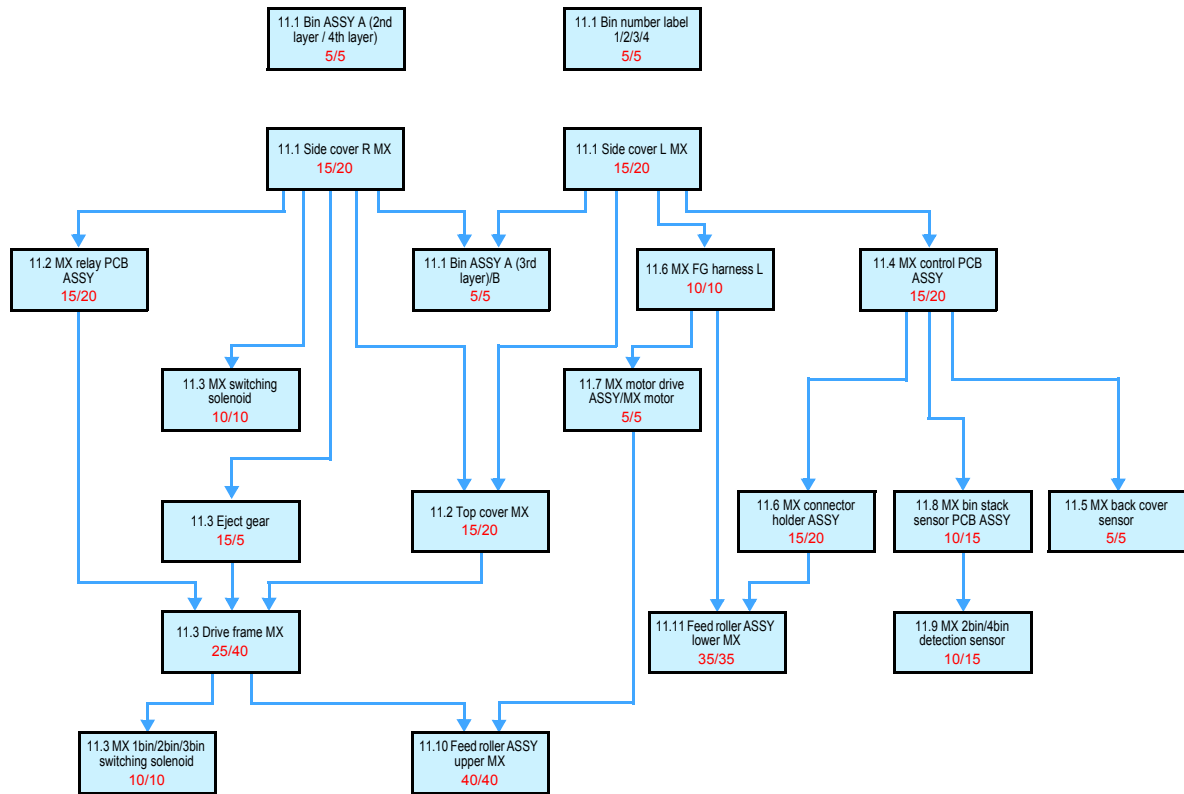 11.1 Bin ASSY A (2nd
layer / 4th layer)
5/5
11.1 Bin number label
1/2/3/4
5/5
11.1 Side cover R MX
15/20
11.1 Side cover L MX
15/20
11.2 MX relay PCB
ASSY
15/20
11.1 Bin ASSY A (3rd
layer)/B
5/5
11.6 MX FG harness L
10/10
11.4 MX control PCB
ASSY
15/20
11.3 MX switching
solenoid
10/10
11.7 MX motor drive
ASSY/MX motor
5/5
11.3 Eject gear
15/5
11.2 Top cover MX
15/20
11.6 MX connector
holder ASSY
15/20
11.8 MX bin stack
sensor PCB ASSY
10/15
11.5 MX back cover
sensor
5/5
11.3 Drive frame MX
25/40
11.11 Feed roller ASSY
lower MX
35/35
11.9 MX 2bin/4bin
detection sensor
10/15
11.3 MX 1bin/2bin/3bin
switching solenoid
10/10
11.10 Feed roller ASSY
upper MX
40/40